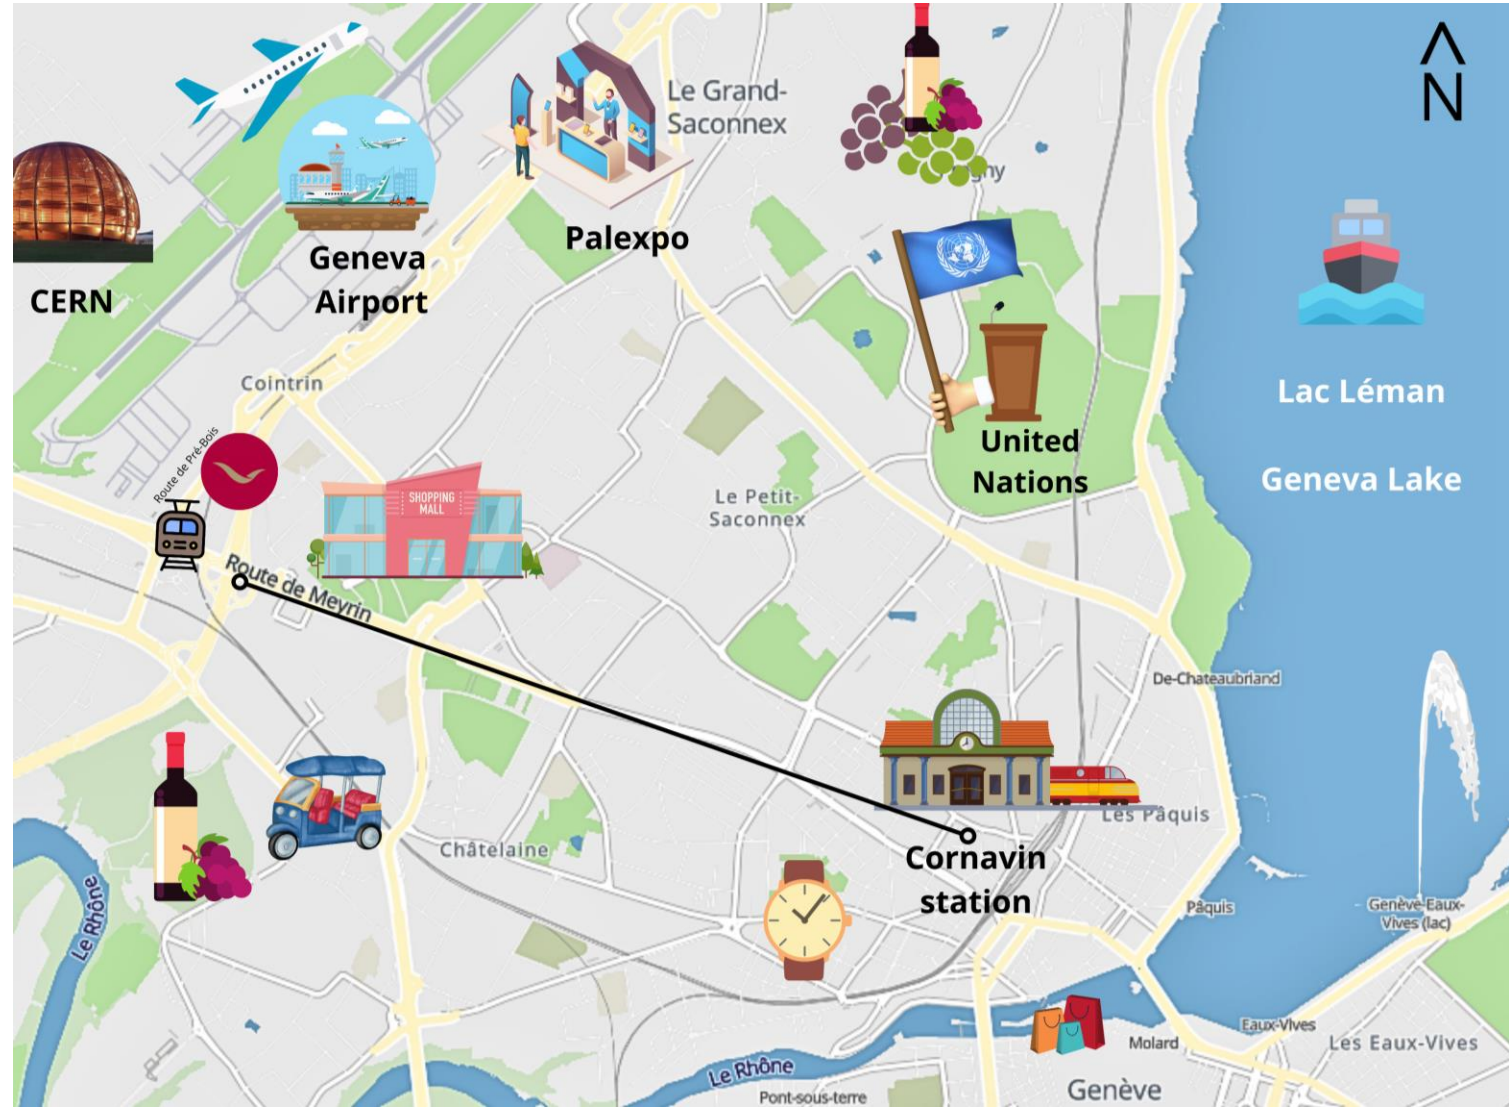 N
Le Grand-
Saconnex
gny
Palexpo
Geneva
Airport
CERN
Cointrin
Lac Léman
Geneva Lake
United
Nations
Route de Pré-Bois
SHOPPING
MALL
Le Petit-
Saconnex
Route de Meyrin
De-Chateaubriand
Les Pâquis
Châtelaine
Cornavin
station
Le Rhône
Pâquis
Genève-Eaux-
Vives (lac)
Eaux-Vives
Molard
Les Eaux-Vives
Le Rhône
Genève
Pont-sous-terre